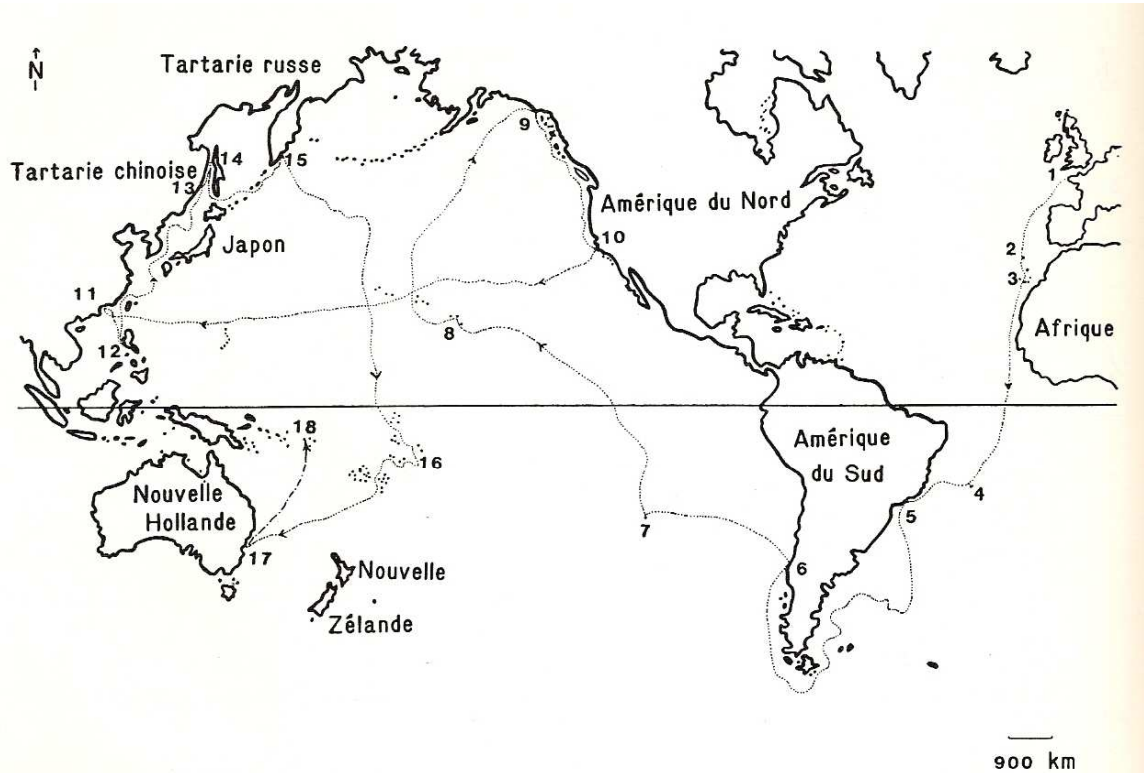 N
Tartarie russe
Tartarie chinoise
14
13
15
9
1
Amérique du Nord
Japon
10
2
3
11
8
Afrique
12
18
16
Amérique
du Sud
4
Nouvelle
Hollande
5
7
17
6
Nouvelle
Zélande
900 km